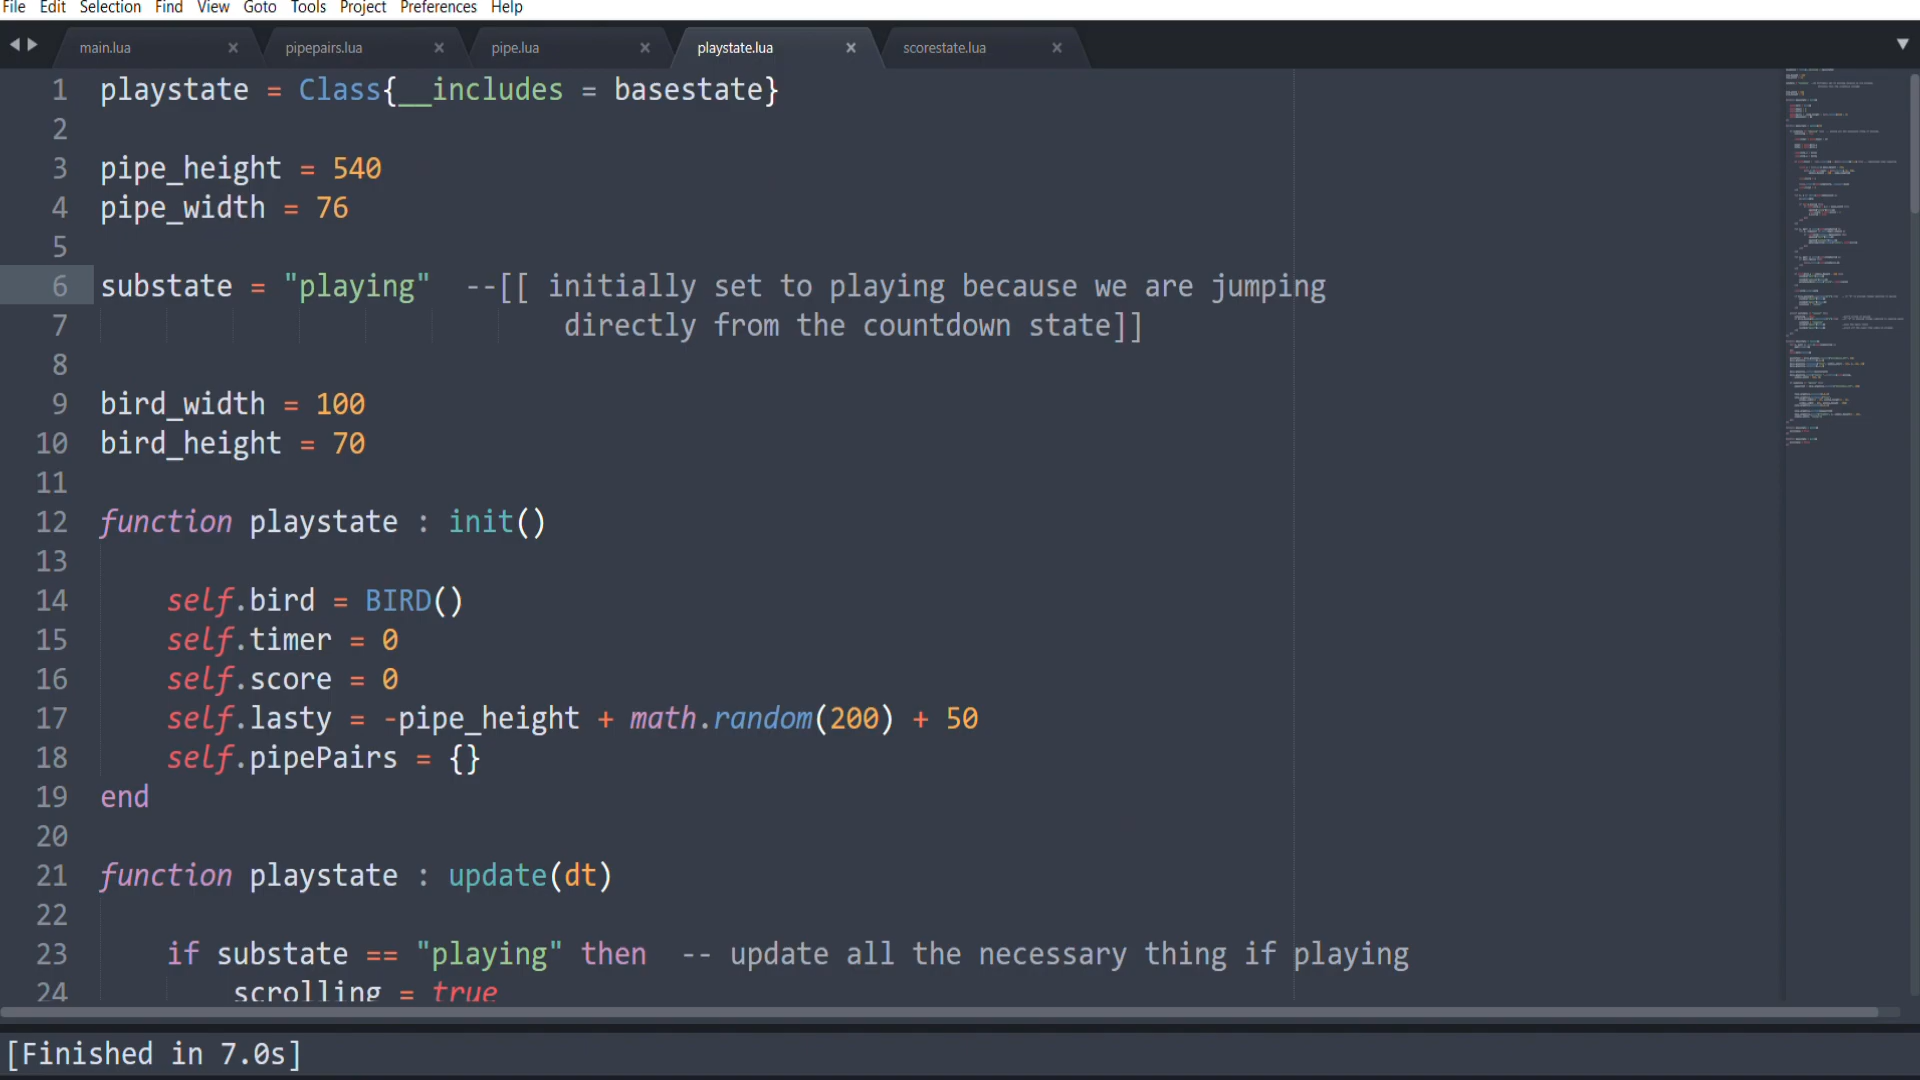 File Edit Selection Find View Goto Tools Project Preferences Help
main.lua × pipepairs.lua × pipe.lua × playstate.lua × scorestate.lua ×
1 playstate = Class{__includes = basestate}
2
3 pipe_height = 540
4 pipe_width = 76
5
6 substate = "playing" --[[ initially set to playing because we are jumping
7 directly from the countdown state]]
8
9 bird_width = 100
10 bird_height = 70
11
12 function playstate : init()
13
14 self.bird = BIRD()
15 self.timer = 0
16 self.score = 0
17 self.lasty = -pipe_height + math.random(200) + 50
18 self.pipePairs = {}
19 end
20
21 function playstate : update(dt)
22
23 if substate == "playing" then -- update all the necessary thing if playing
24 scrolling = true
[Finished in 7.0s]